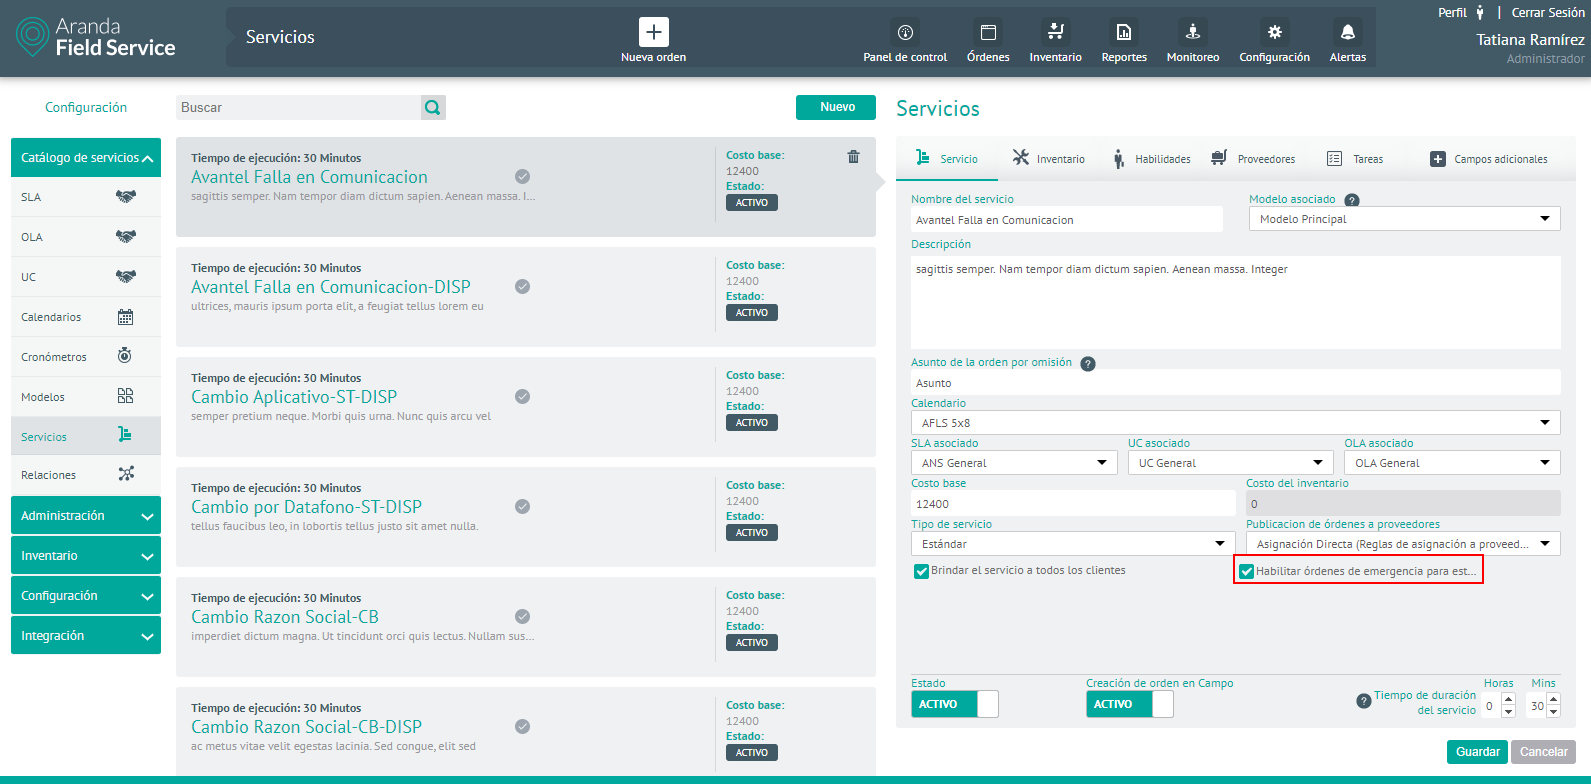 Aranda
Field Service
Servicios
Nueva orden
Panel de control
Órdenes
Inventario
Reportes
Monitoreo
Configuración
Alertas
Perfil | Cerrar Sesión
Tatiana Ramírez
Administrador
Configuración
Catálogo de servicios
SLA
OLA
UC
Calendarios
Cronómetros
Modelos
Servicios
Relaciones
Administración
Inventario
Configuración
Integración
Buscar
Nuevo
Tiempo de ejecución: 30 Minutos
Avantel Falla en Comunicacion
sagittis semper. Nam tempor diam dictum sapien. Aenean massa. I...
Costo base:
12400
Estado:
ACTIVO
Tiempo de ejecución: 30 Minutos
Avantel Falla en Comunicacion-DISP
ultrices, mauris ipsum porta elit, a feugiat tellus lorem eu
Costo base:
12400
Estado:
ACTIVO
Tiempo de ejecución: 30 Minutos
Cambio Aplicativo-ST-DISP
semper pretium neque. Morbi quis urna. Nunc quis arcu vel
Costo base:
12400
Estado:
ACTIVO
Tiempo de ejecución: 30 Minutos
Cambio por Datafono-ST-DISP
tellus faucibus leo, in lobortis tellus justo sit amet nulla.
Costo base:
12400
Estado:
ACTIVO
Tiempo de ejecución: 30 Minutos
Cambio Razon Social-CB
imperdiet dictum magna. Ut tincidunt orci quis lectus. Nullam sus...
Costo base:
12400
Estado:
ACTIVO
Tiempo de ejecución: 30 Minutos
Cambio Razon Social-CB-DISP
ac metus vitae velit egestas lacinia. Sed congue, elit sed
Costo base:
12400
Estado:
ACTIVO
Servicios
Servicio
Inventario
Habilidades
Proveedores
Tareas
Campos adicionales
Nombre del servicio
Avantel Falla en Comunicacion
Modelo asociado ?
Modelo Principal
Descripción
sagittis semper. Nam tempor diam dictum sapien. Aenean massa. Integer
Asunto de la orden por omisión ?
Asunto
Calendario
AFLS 5x8
SLA asociado
ANS General
UC asociado
UC General
OLA asociado
OLA General
Costo base
12400
Costo del inventario
0
Tipo de servicio
Estándar
Publicacion de órdenes a proveedores
Asignación Directa (Reglas de asignación a proveed...
Brindar el servicio a todos los clientes
Habilitar órdenes de emergencia para est...
Estado
ACTIVO
Creación de orden en Campo
ACTIVO
? Tiempo de duración
del servicio
Horas
0
Mins
30
Guardar
Cancelar